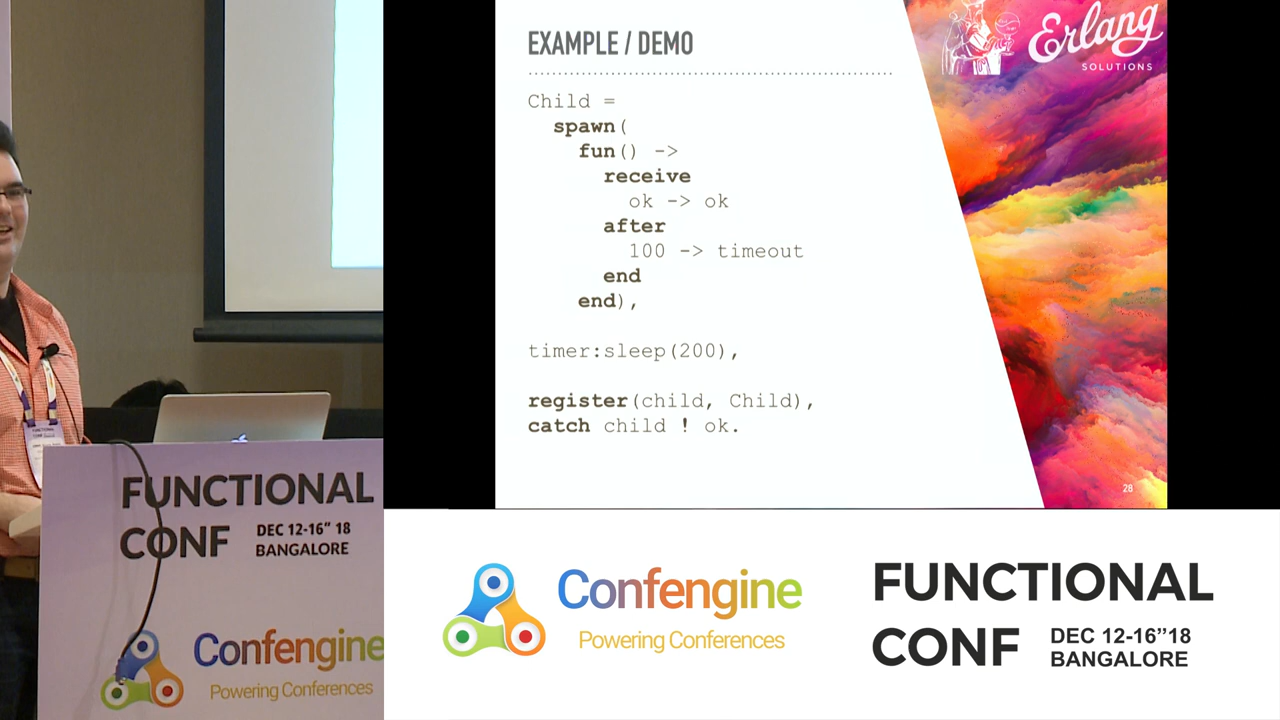 EXAMPLE / DEMO
Child =
spawn(
fun() ->
receive
ok -> ok
after
100 -> timeout
end
end),
timer:sleep(200),
register(child, Child),
catch child ! ok.
Erlang
SOLUTIONS
28
FUNCTIONAL
CONF DEC 12-16” 18
BANGALORE
Confengine
Powering Conferences
Confengine
Powering Conferences
FUNCTIONAL
CONF DEC 12-16”18
BANGALORE